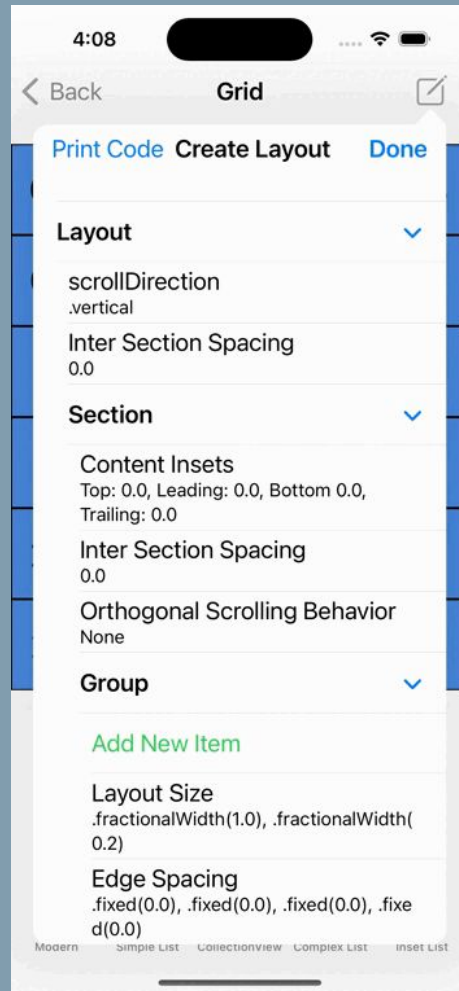 4:08
Back
Grid
Print Code
Create Layout
Done
Layout
scrollDirection
.vertical
Inter Section Spacing
0.0
Section
Content Insets
Top: 0.0, Leading: 0.0, Bottom 0.0,
Trailing: 0.0
Inter Section Spacing
0.0
Orthogonal Scrolling Behavior
None
Group
Add New Item
Layout Size
.fractionalWidth(1.0), .fractionalWidth(
0.2)
Edge Spacing
.fixed(0.0), .fixed(0.0), .fixed(0.0), .fixe
d(0.0)
Modern
Simple List
CollectionView
Complex List
Inset List